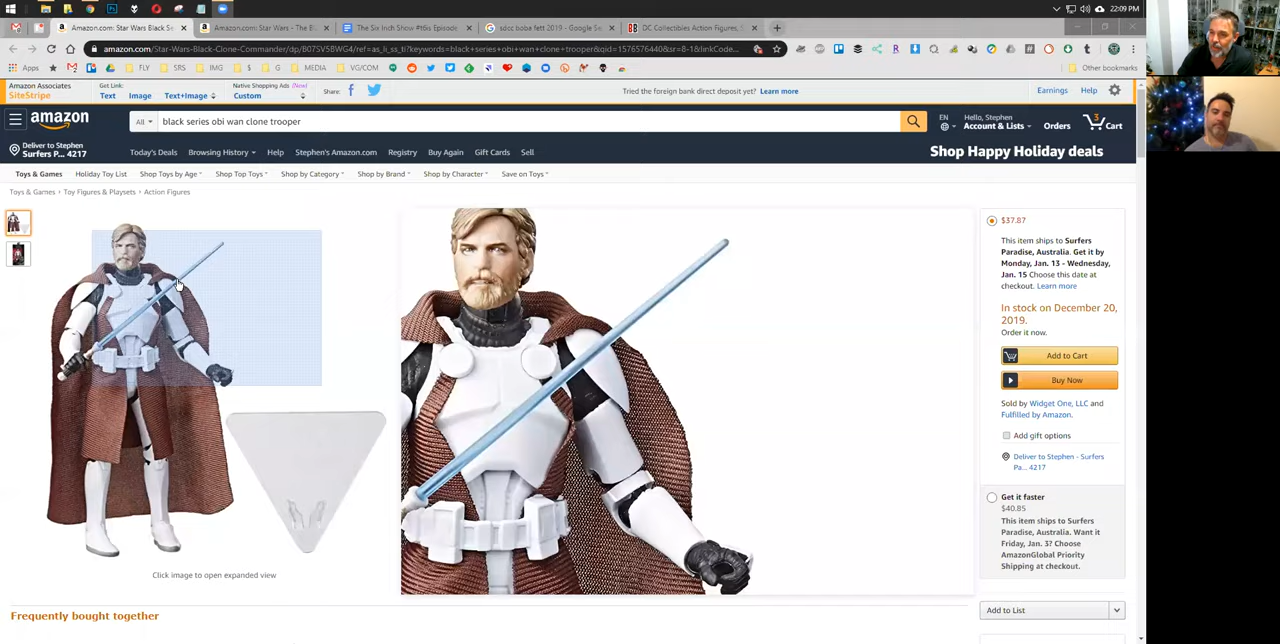 22:09 PM
Amazon.com: Star Wars Black Se
Amazon.com: Star Wars - The Bl
The Six Inch Show #t6is Episode
sdcc boba fett 2019 - Google Se
DC Collectibles Action Figures,
amazon.com/Star-Wars-Black-Clone-Commander/dp/B07SV58WG4/ref=as_li_ss_tl?keywords=black+series+obi+wan+clone+trooper&qid=1576576440&sr=8-1&linkCode...
Apps
FLY
SRS
IMG
$
G
MEDIA
VG/COM
Other bookmarks
Amazon Associates
SiteStripe
Get Link:
Text
Image
Text+Image
Native Shopping Ads (New)
Custom
Share:
Tried the foreign bank direct deposit yet? Learn more
Earnings
Help
amazon
All
black series obi wan clone trooper
EN
Hello, Stephen
Account & Lists
Orders
3
Cart
Deliver to Stephen
Surfers P... 4217
Today's Deals
Browsing History
Help
Stephen's Amazon.com
Registry
Buy Again
Gift Cards
Sell
Shop Happy Holiday deals
Toys & Games
Holiday Toy List
Shop Toys by Age
Shop Top Toys
Shop by Category
Shop by Brand
Shop by Character
Save on Toys
Toys & Games › Toy Figures & Playsets › Action Figures
$37.87
This item ships to Surfers
Paradise, Australia. Get it by
Monday, Jan. 13 - Wednesday,
Jan. 15 Choose this date at
checkout. Learn more
In stock on December 20,
2019.
Order it now.
Add to Cart
Buy Now
Sold by Widget One, LLC and
Fulfilled by Amazon.
Add gift options
Deliver to Stephen - Surfers
Pa... 4217
Get it faster
$40.85
This item ships to Surfers
Paradise, Australia. Want it
Friday, Jan. 3? Choose
AmazonGlobal Priority
Shipping at checkout.
Add to List
Click image to open expanded view
Frequently bought together